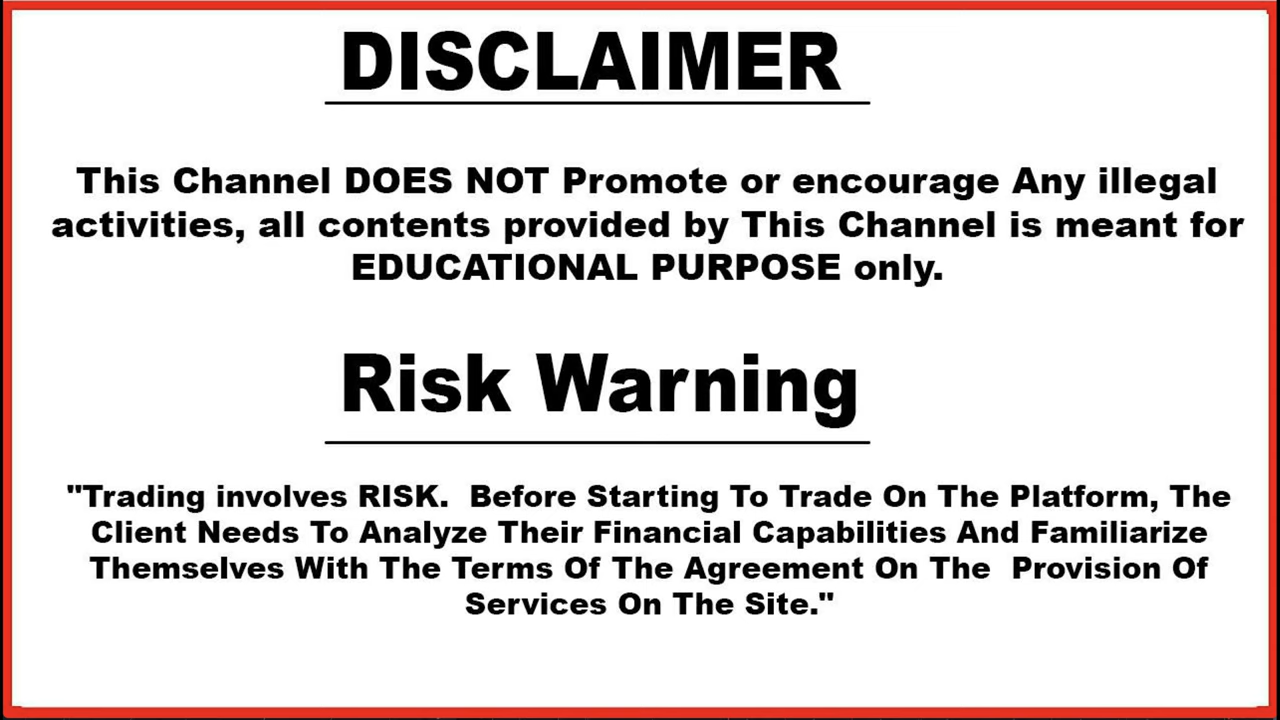 DISCLAIMER
This Channel DOES NOT Promote or encourage Any illegal
activities, all contents provided by This Channel is meant for
EDUCATIONAL PURPOSE only.
Risk Warning
"Trading involves RISK.  Before Starting To Trade On The Platform, The
Client Needs To Analyze Their Financial Capabilities And Familiarize
Themselves With The Terms Of The Agreement On The  Provision Of
Services On The Site."